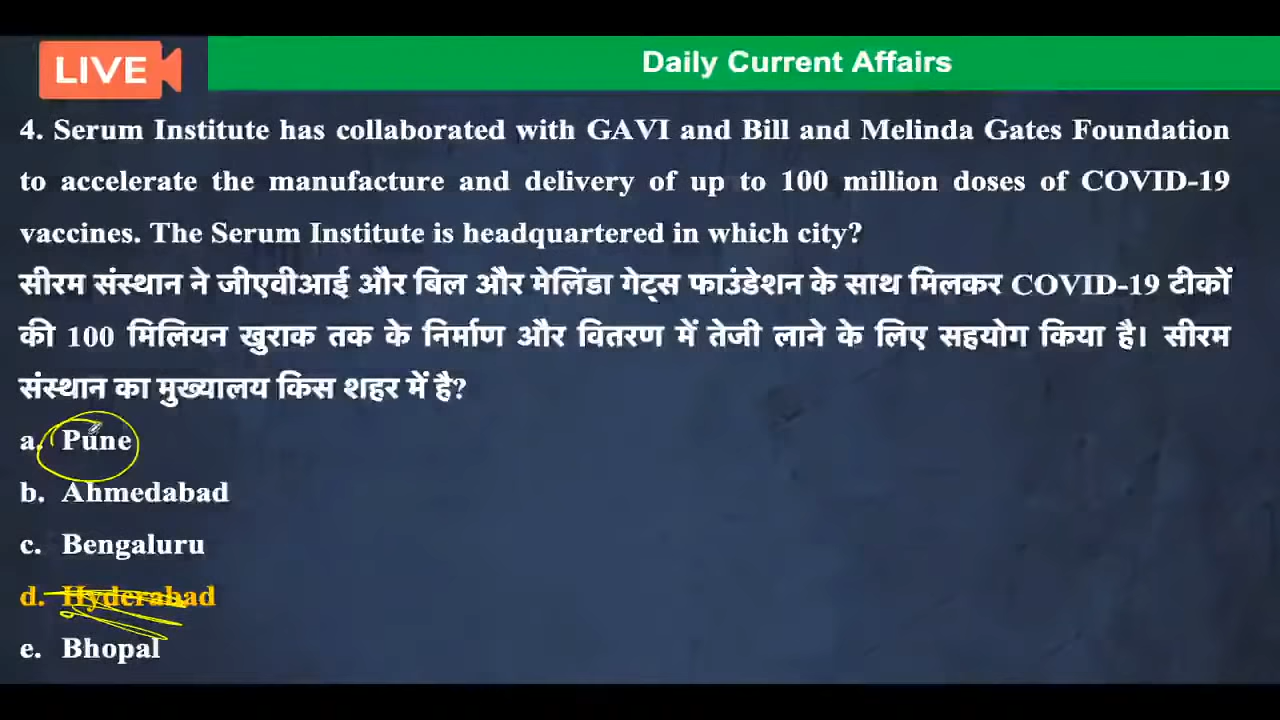 LIVE
Daily Current Affairs
4. Serum Institute has collaborated with GAVI and Bill and Melinda Gates Foundation
to accelerate the manufacture and delivery of up to 100 million doses of COVID-19
vaccines. The Serum Institute is headquartered in which city?
सीरम संस्थान ने जीएवीआई और बिल और मेलिंडा गेट्स फाउंडेशन के साथ मिलकर COVID-19 टीकों
की 100 मिलियन खुराक तक के निर्माण और वितरण में तेजी लाने के लिए सहयोग किया है। सीरम
संस्थान का मुख्यालय किस शहर में है?
a. Pune
b. Ahmedabad
c. Bengaluru
d. Hyderabad
e. Bhopal